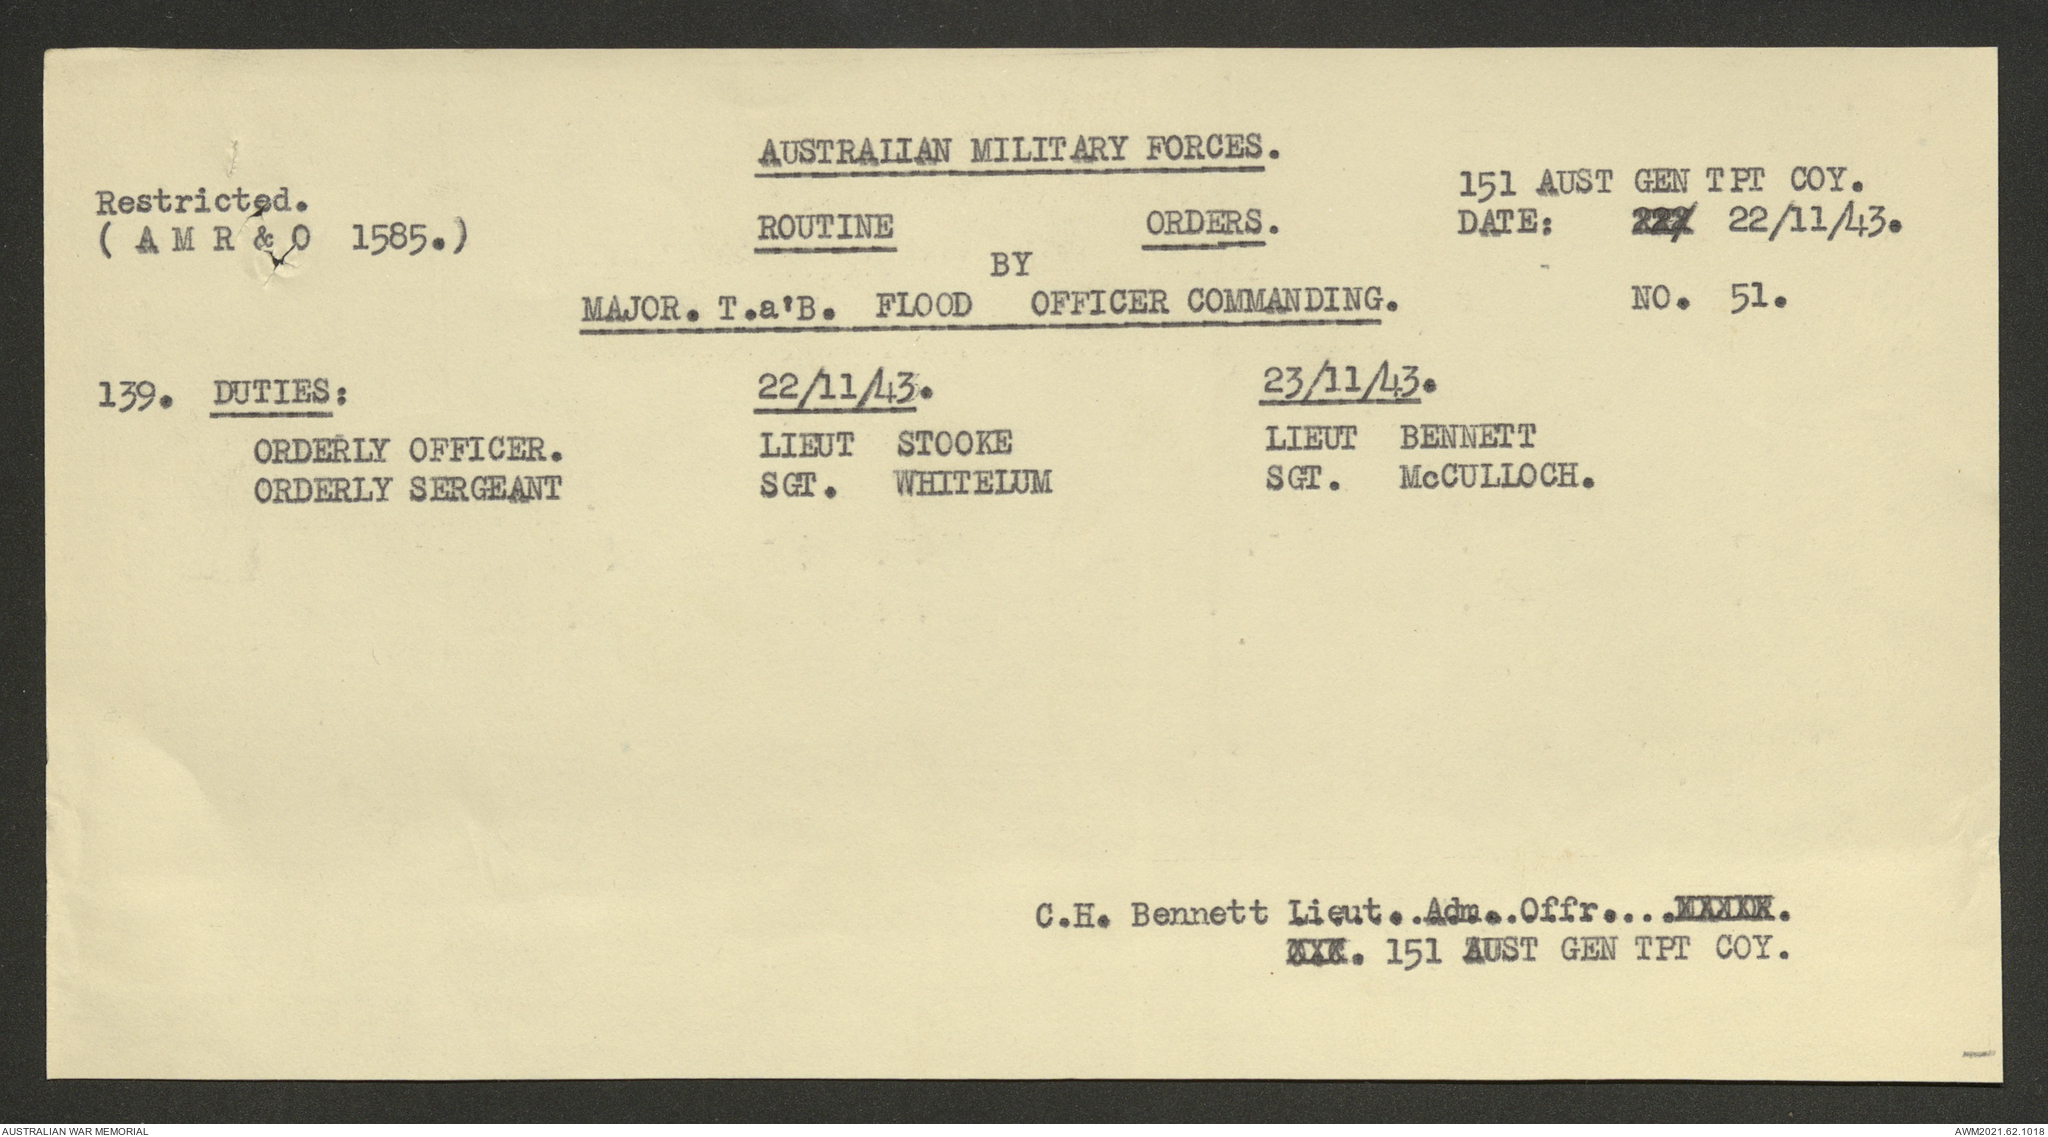 AUSTRALIAN MILITARY FORCES.
Restricted.
151 AUST GEN TPT COY.
( A M R & O 1585.)
ROUTINE ORDERS.
DATE: 22/11/43.
BY
MAJOR. T.a'B. FLOOD OFFICER COMMANDING.
NO. 51.
139. DUTIES: 22/11/43. 23/11/43.
ORDERLY OFFICER. LIEUT STOOKE LIEUT BENNETT
ORDERLY SERGEANT SGT. WHITELUM SGT. McCULLOCH.
C.H. Bennett Lieut..Adm..Offr....
151 AUST GEN TPT COY.
AUSTRALIAN WAR MEMORIAL
AWM2021.62.1018